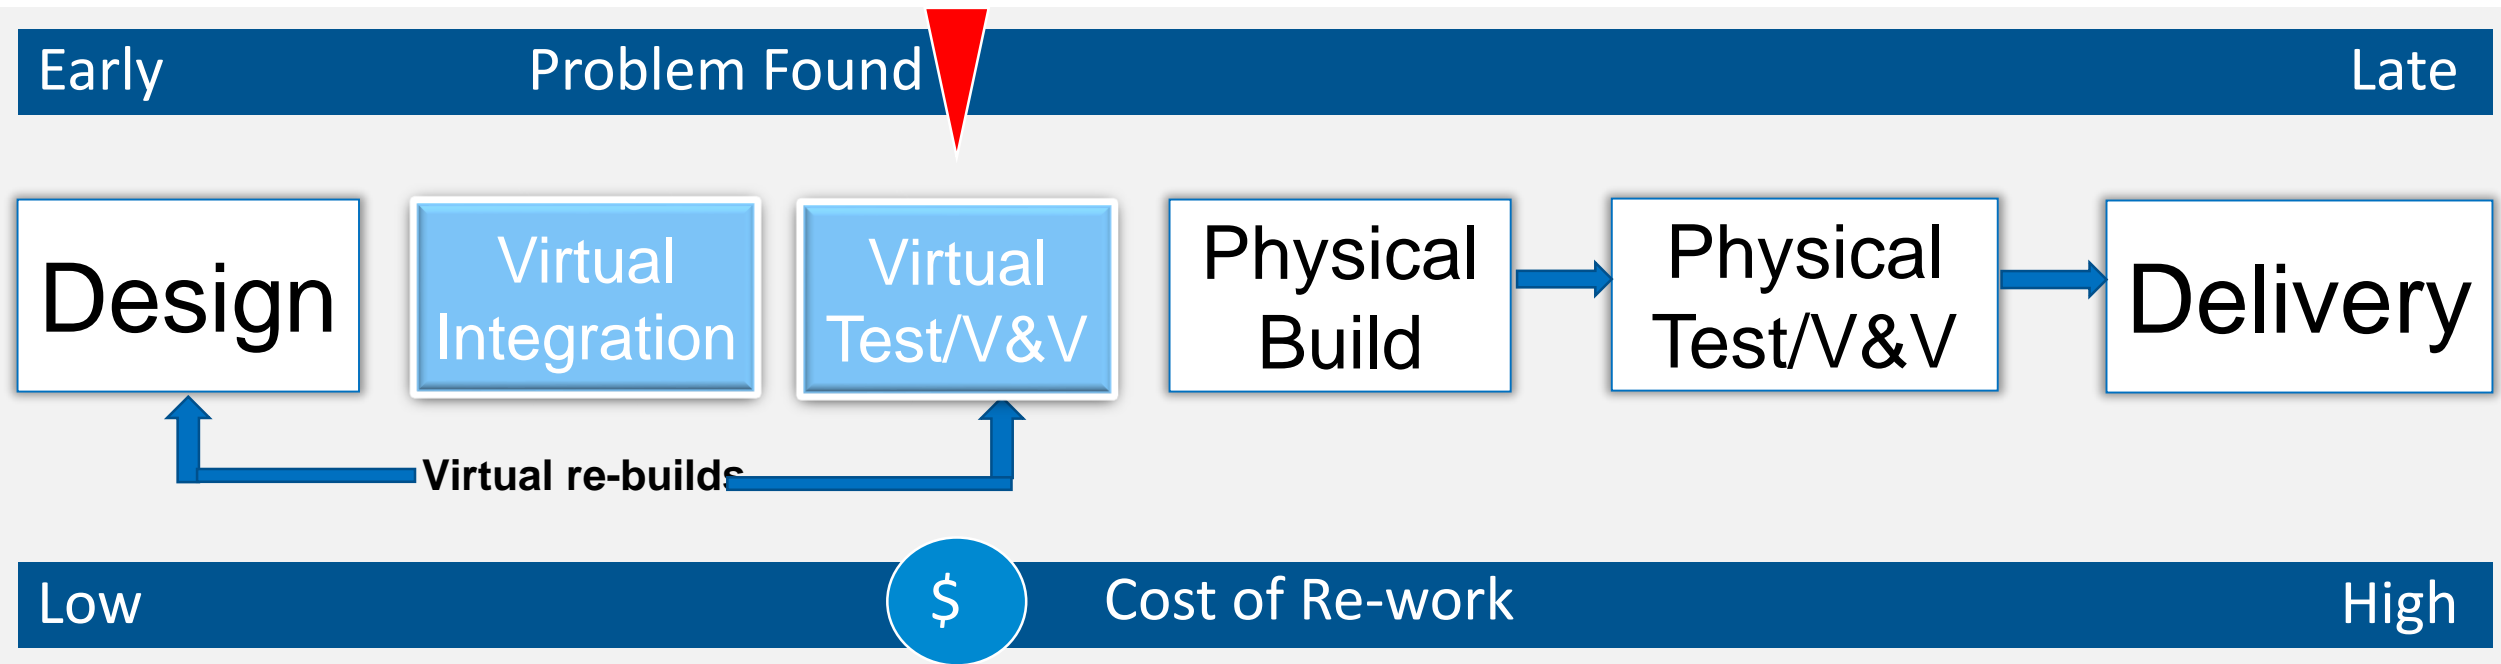 Early Problem Found Late
Design
Virtual
Integration
Virtual
Test/V&V
Physical
Build
Physical
Test/V&V
Delivery
Virtual re-builds
Low $ Cost of Re-work High